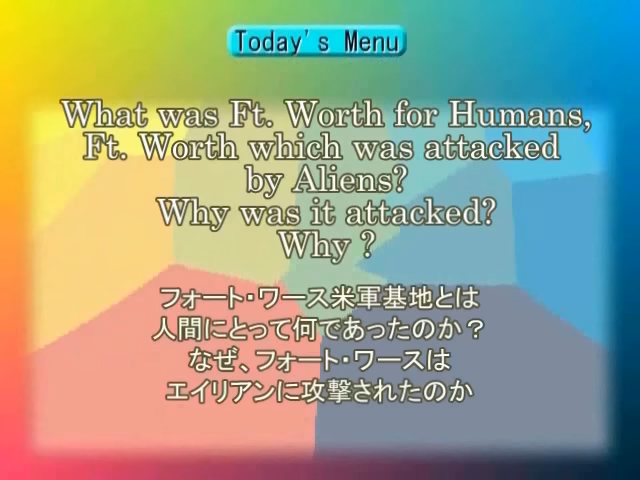 Today's Menu
What was Ft. Worth for Humans,
Ft. Worth which was attacked
by Aliens?
Why was it attacked?
Why ?
フォート・ワース米軍基地とは
人間にとって何であったのか？
なぜ、フォート・ワースは
エイリアンに攻撃されたのか